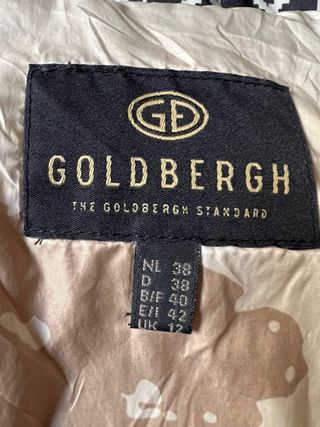 GB
GOLDBERGH
THE GOLDBERGH STANDARD
NL 38
D 38
B/F 40
E/I 42
UK 12